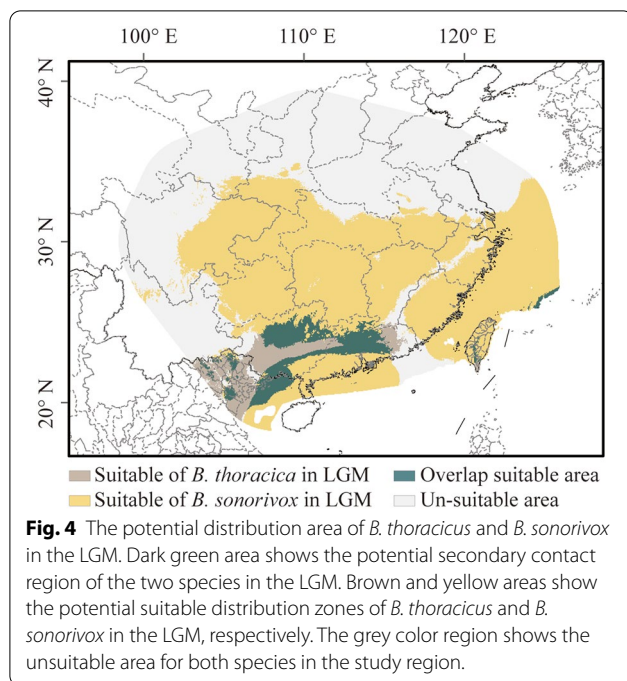 100° E 110° E 120° E
40° N
30° N
20° N
Suitable of B. thoracica in LGM Overlap suitable area
Suitable of B. sonorivox in LGM Un-suitable area
Fig. 4 The potential distribution area of B. thoracicus and B. sonorivox
in the LGM. Dark green area shows the potential secondary contact
region of the two species in the LGM. Brown and yellow areas show
the potential suitable distribution zones of B. thoracicus and B.
sonorivox in the LGM, respectively. The grey color region shows the
unsuitable area for both species in the study region.